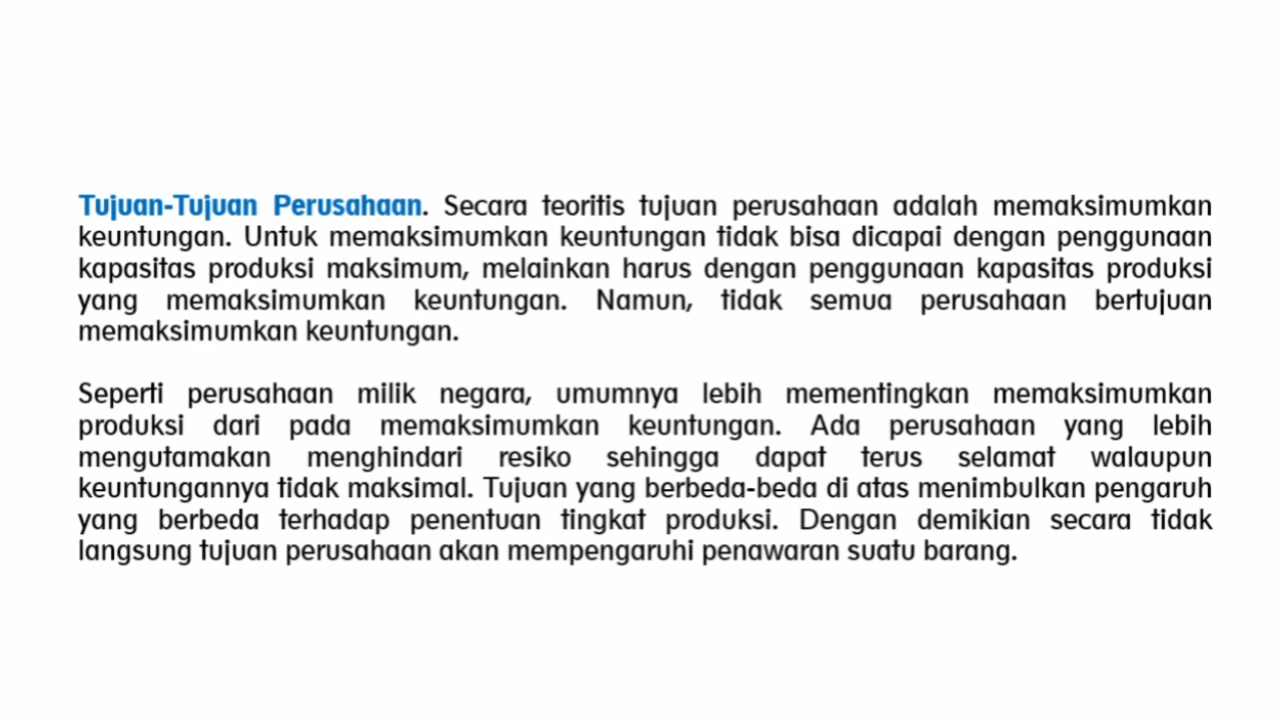 Tujuan-Tujuan Perusahaan. Secara teoritis tujuan perusahaan adalah memaksimumkan
keuntungan. Untuk memaksimumkan keuntungan tidak bisa dicapai dengan penggunaan
kapasitas produksi maksimum, melainkan harus dengan penggunaan kapasitas produksi
yang memaksimumkan keuntungan. Namun, tidak semua perusahaan bertujuan
memaksimumkan keuntungan.
Seperti perusahaan milik negara, umumnya lebih mementingkan memaksimumkan
produksi dari pada memaksimumkan keuntungan. Ada perusahaan yang lebih
mengutamakan menghindari resiko sehingga dapat terus selamat walaupun
keuntungannya tidak maksimal. Tujuan yang berbeda-beda di atas menimbulkan pengaruh
yang berbeda terhadap penentuan tingkat produksi. Dengan demikian secara tidak
langsung tujuan perusahaan akan mempengaruhi penawaran suatu barang.